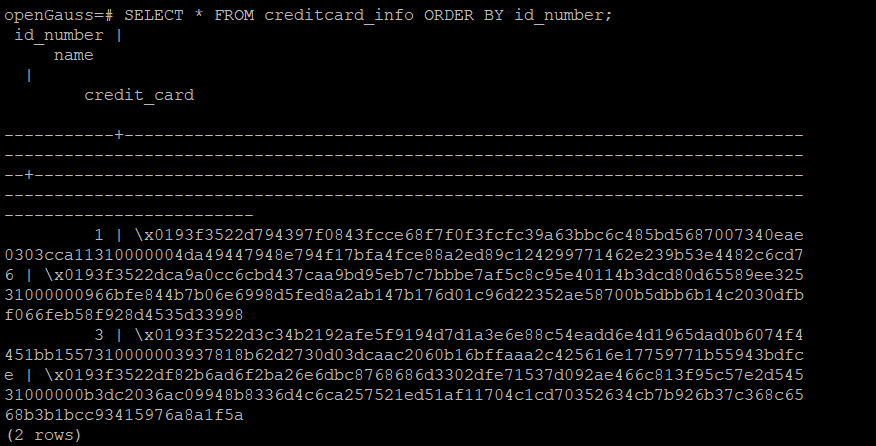 openGauss=# SELECT * FROM creditcard_info ORDER BY id_number;
 id_number |
     name
  |
        credit_card
-----------+--------------------------------------------------------------------
--------------------------------------------------------------------------------
--+-----------------------------------------------------------------------------
--------------------------------------------------------------------------------
-------------------------
         1 | \x0193f3522d794397f0843fcce68f7f0f3fcfc39a63bbc6c485bd5687007340eae
0303cca11310000004da49447948e794f17bfa4fce88a2ed89c124299771462e239b53e4482c6cd7
6 | \x0193f3522dca9a0cc6cbd437caa9bd95eb7c7bbbe7af5c8c95e40114b3dcd80d65589ee325
31000000966bfe844b7b06e6998d5fed8a2ab147b176d01c96d22352ae58700b5dbb6b14c2030dfb
f066feb58f928d4535d33998
         3 | \x0193f3522d3c34b2192afe5f9194d7d1a3e6e88c54eadd6e4d1965dad0b6074f4
451bb1557310000003937818b62d2730d03dcaac2060b16bffaaa2c425616e17759771b55943bdfc
e | \x0193f3522df82b6ad6f2ba26e6dbc8768686d3302dfe71537d092ae466c813f95c57e2d545
31000000b3dc2036ac09948b8336d4c6ca257521ed51af11704c1cd70352634cb7b926b37c368c65
68b3b1bcc93415976a8a1f5a
(2 rows)